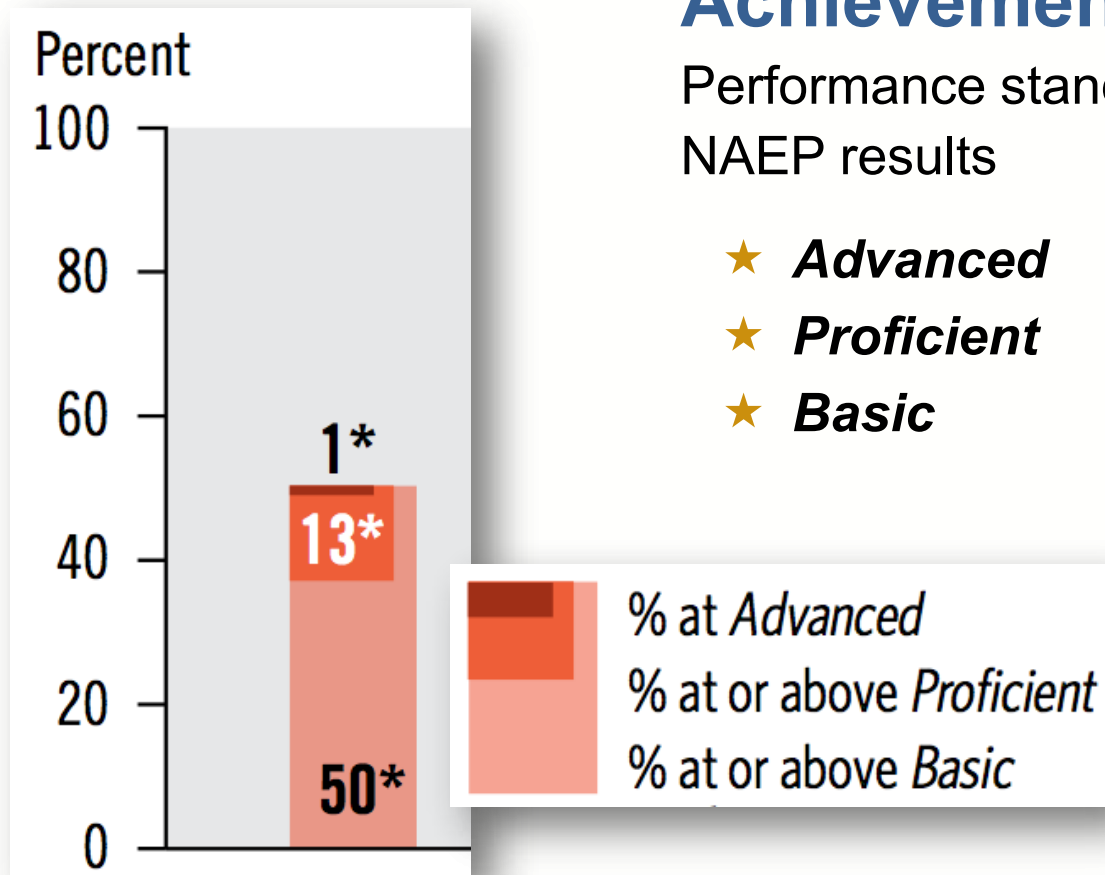 Percent
100
80
60
40
20
0
1*
13*
50*
Performance
NAEP results
★ Advanced
★ Proficient
★ Basic
% at Advanced
% at or above Proficient
% at or above Basic